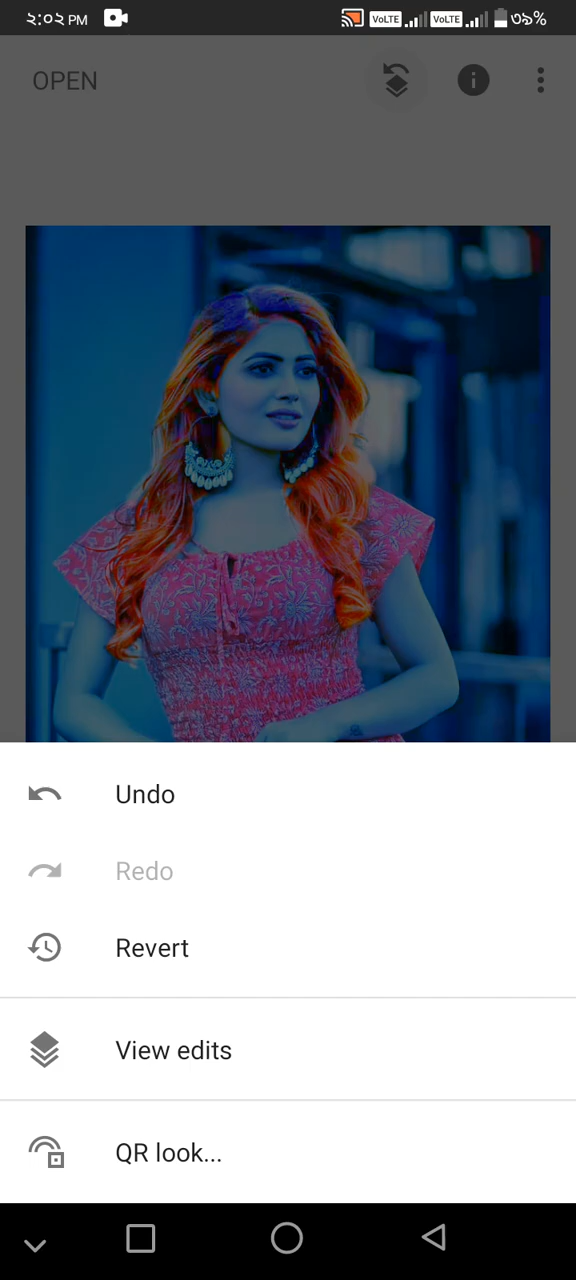 ২:০২ PM VoLTE VoLTE ৩৯%
OPEN
Undo
Redo
Revert
View edits
QR look...